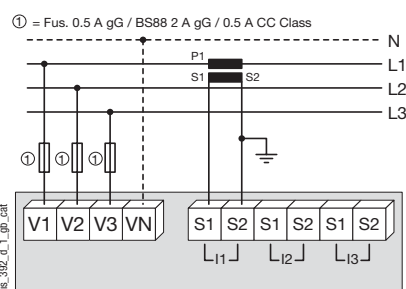 ① = Fus. 0.5 A gG / BS88 2 A gG / 0.5 A CC Class
N
P1
L1
S1 S2
L2
L3
① ① ①
V1 V2 V3 VN S1 S2 S1 S2 S1 S2
I1 I2 I3
us_392_d_1_gb_cat